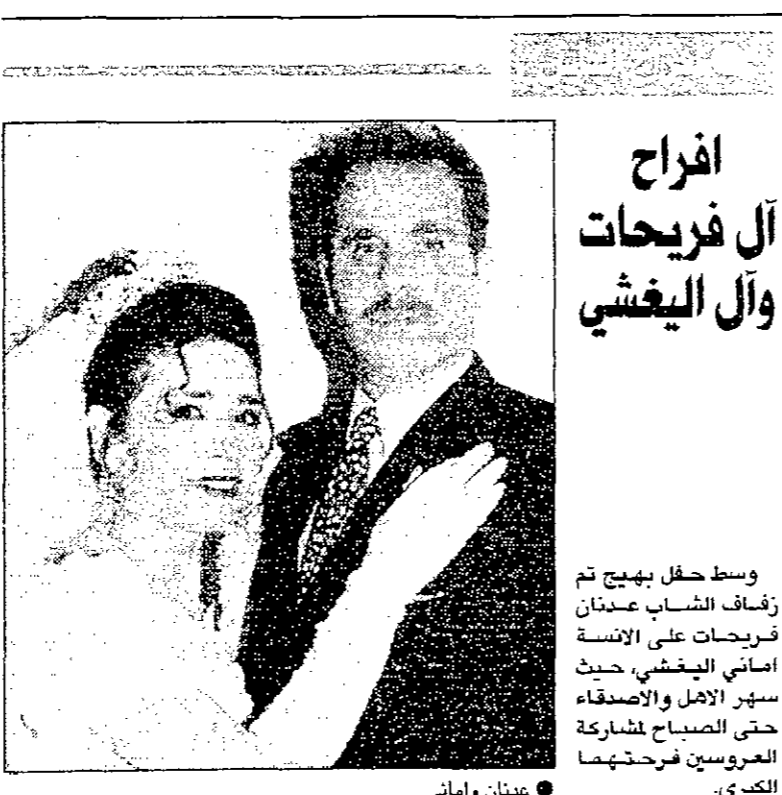 افراح
آل فريحات
وآل اليغشي
وسط حفل بهيج تم
زفاف الشاب عدنان
فريحات على الانسة
اماني اليغشي، حيث
سهر الاهل والاصدقاء
حتى الصباح لمشاركة
العروسين فرحتهما
الكبرى.
● عدنان واماني